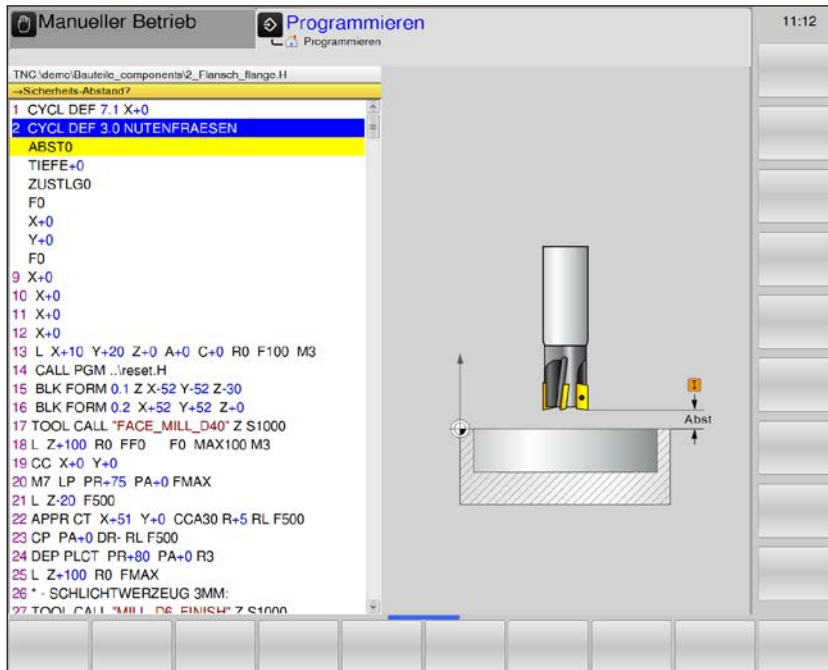 Manueller Betrieb
Programmieren
Programmieren
11:12
TNC:\demo\Bauteile_components\2_Flansch_flange.H
→Sicherheits-Abstand?
1 CYCL DEF 7.1 X+0
2 CYCL DEF 3.0 NUTENFRAESEN
ABST0
TIEFE+0
ZUSTLG0
F0
X+0
Y+0
F0
9 X+0
10 X+0
11 X+0
12 X+0
13 L X+10 Y+20 Z+0 A+0 C+0 R0 F100 M3
14 CALL PGM ..\reset.H
15 BLK FORM 0.1 Z X-52 Y-52 Z-30
16 BLK FORM 0.2 X+52 Y+52 Z+0
17 TOOL CALL "FACE_MILL_D40" Z S1000
18 L Z+100 R0 FF0 F0 MAX100 M3
19 CC X+0 Y+0
20 M7 LP PR+75 PA+0 FMAX
21 L Z-20 F500
22 APPR CT X+51 Y+0 CCA30 R+5 RL F500
23 CP PA+0 DR- RL F500
24 DEP PLCT PR+80 PA+0 R3
25 L Z+100 R0 FMAX
26 * - SCHLICHTWERZEUG 3MM:
27 TOOL CALL "MILL_D6_FINISH" Z S1000
I
Abst